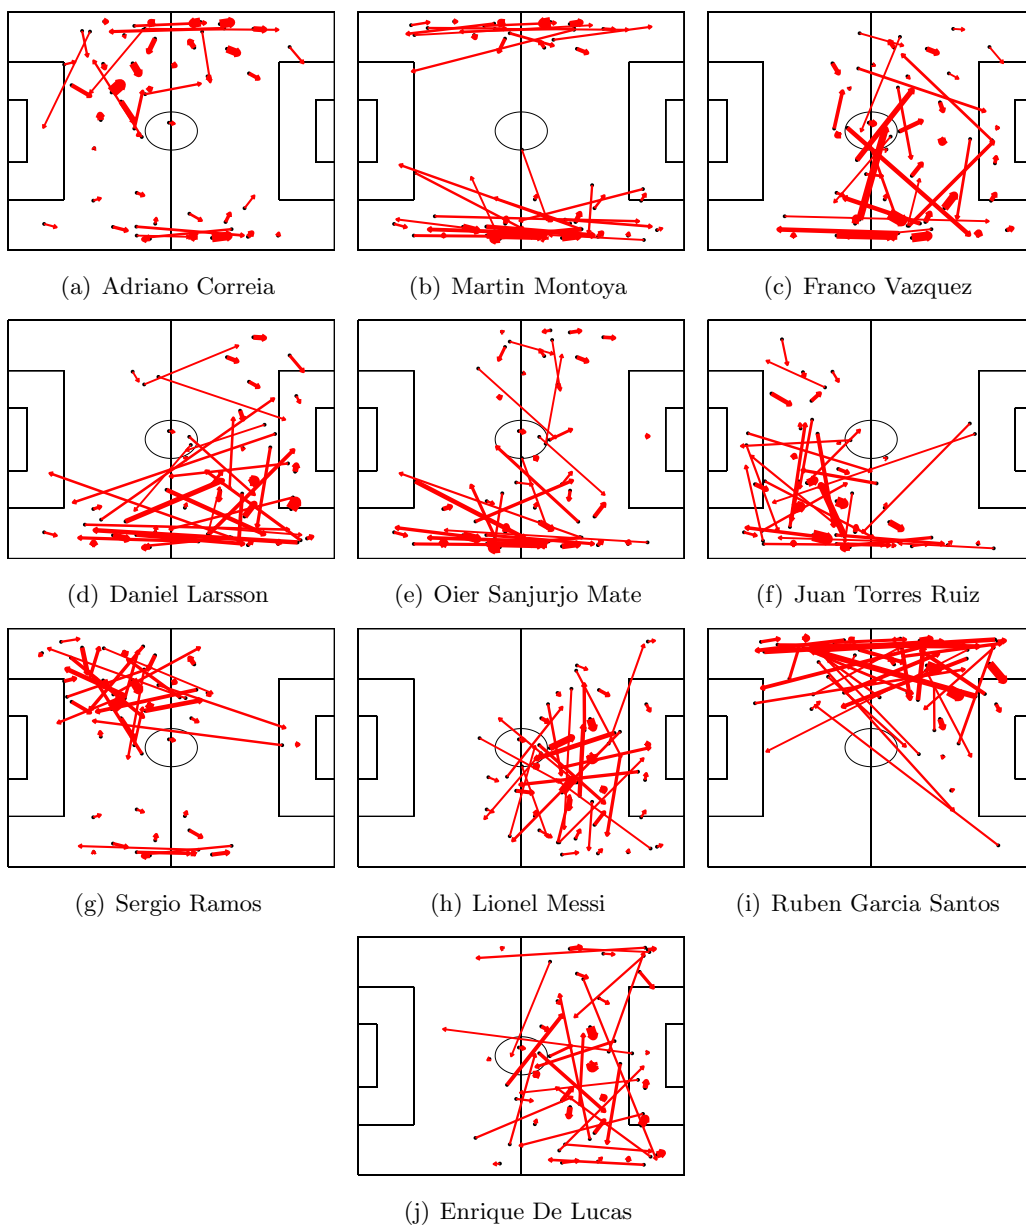 (a) Adriano Correia
(b) Martin Montoya
(c) Franco Vazquez
(d) Daniel Larsson
(e) Oier Sanjurjo Mate
(f) Juan Torres Ruiz
(g) Sergio Ramos
(h) Lionel Messi
(i) Ruben Garcia Santos
(j) Enrique De Lucas